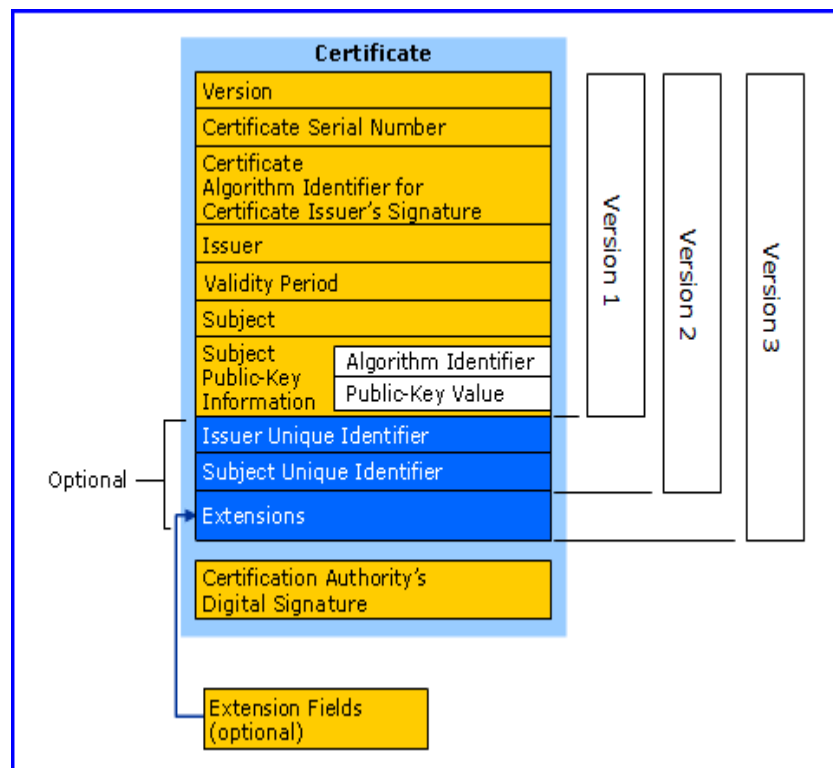 Certificate
Version
Certificate Serial Number
Certificate
Algorithm Identifier for
Certificate Issuer's Signature
Issuer
Validity Period
Subject
Subject
Public-Key
Information
Algorithm Identifier
Public-Key Value
Issuer Unique Identifier
Subject Unique Identifier
Extensions
Optional
Certification Authority's
Digital Signature
Extension Fields
(optional)
Version 1
Version 2
Version 3